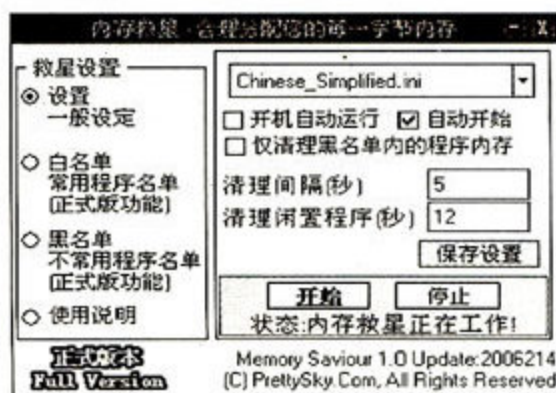 内存救星 - 合理分配您的每一字节内存
救星设置
设置
一般设定
白名单
常用程序名单
(正式版功能)
黑名单
不常用程序名单
(正式版功能)
使用说明
Chinese_Simplified.ini
开机自动运行 自动开始
仅清理黑名单内的程序内存
清理间隔(秒) 5
清理闲置程序(秒) 12
保存设置
开始 停止
状态:内存救星正在工作!
正式版本
Full Version
Memory Saviour 1.0 Update:2006214
(C) PrettySky.Com, All Rights Reserved